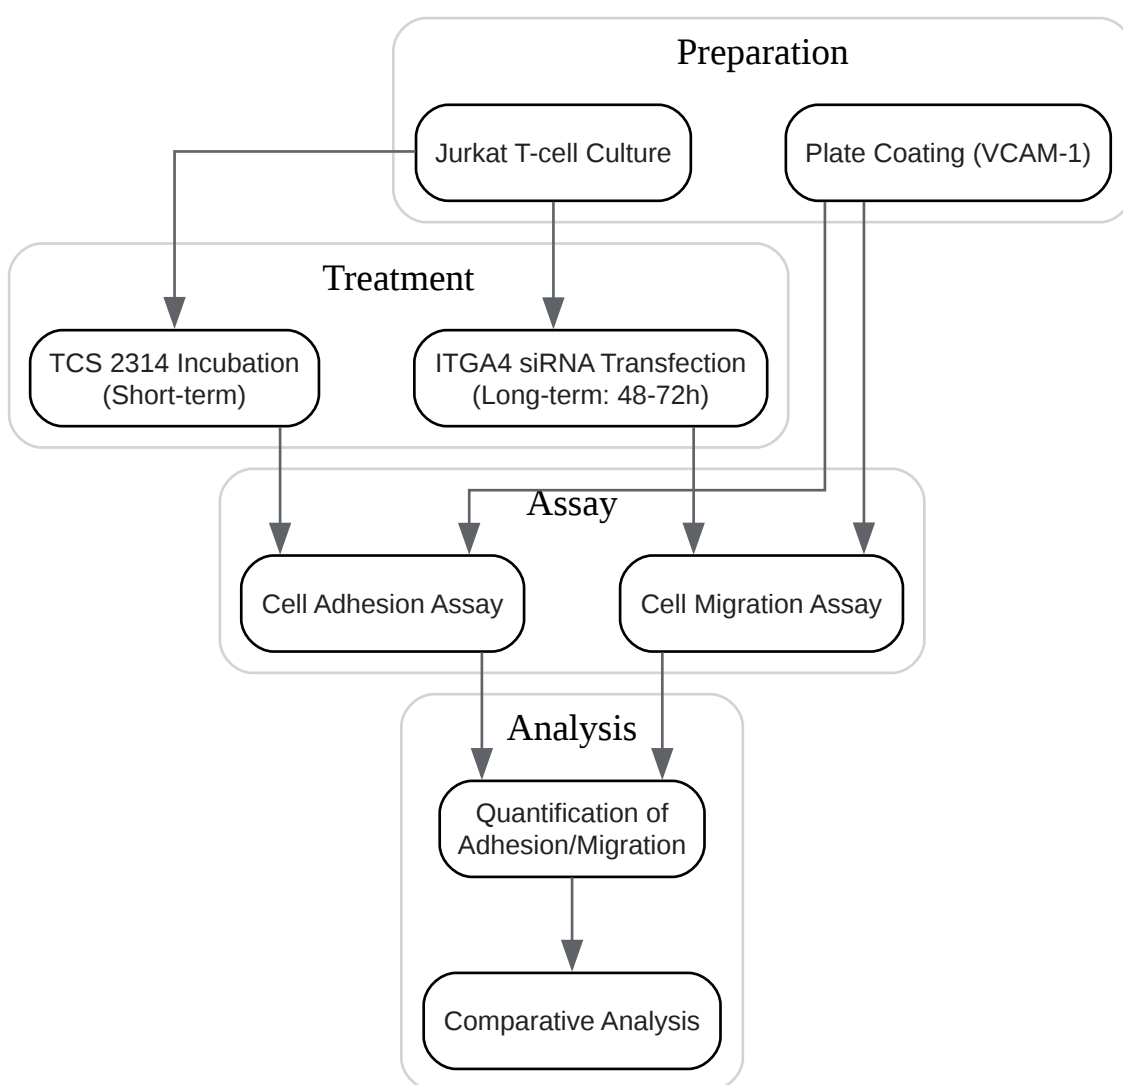 Preparation
Jurkat T-cell Culture
Plate Coating (VCAM-1)
Treatment
TCS 2314 Incubation
(Short-term)
ITGA4 siRNA Transfection
(Long-term: 48-72h)
Assay
Cell Adhesion Assay
Cell Migration Assay
Analysis
Quantification of
Adhesion/Migration
Comparative Analysis